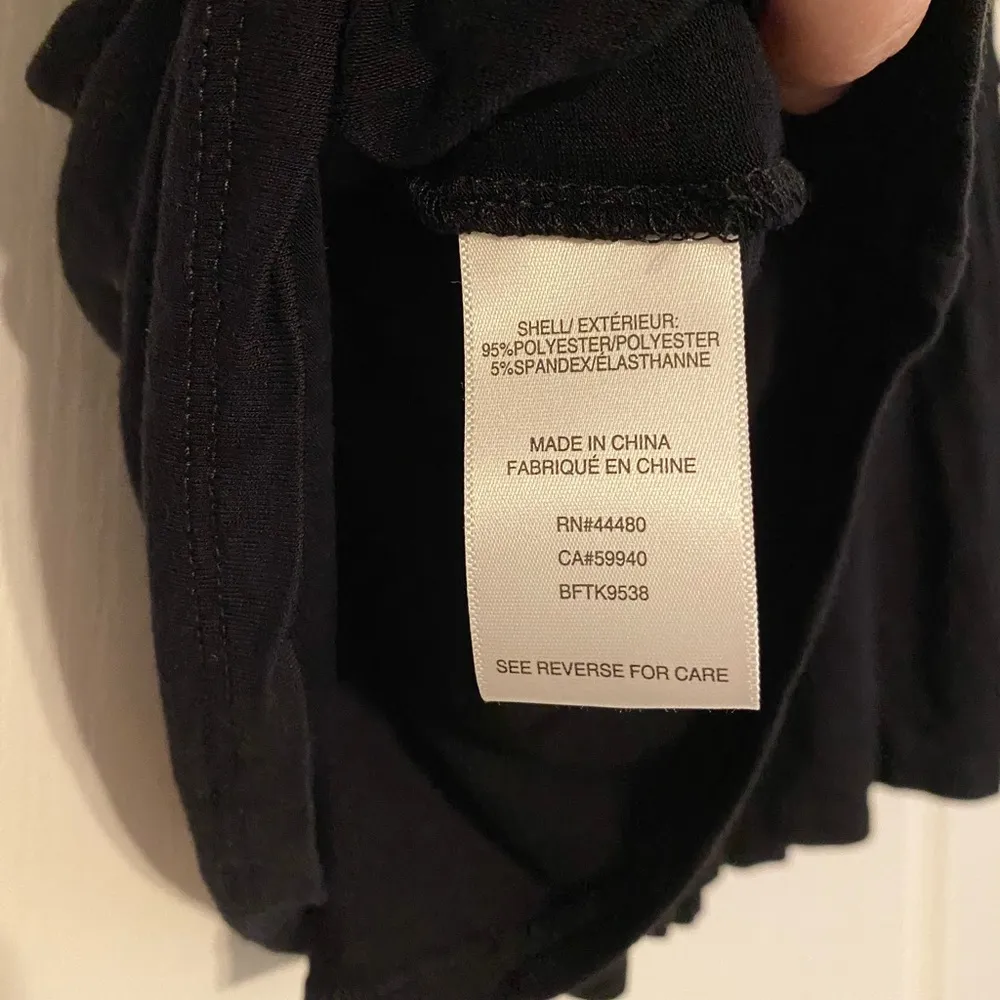 SHELL/ EXTÉRIEUR:
95%POLYESTER/POLYESTER
5%SPANDEX/ÉLASTHANNE
MADE IN CHINA
FABRIQUÉ EN CHINE
RN#44480
CA#59940
BFTK9538
SEE REVERSE FOR CARE